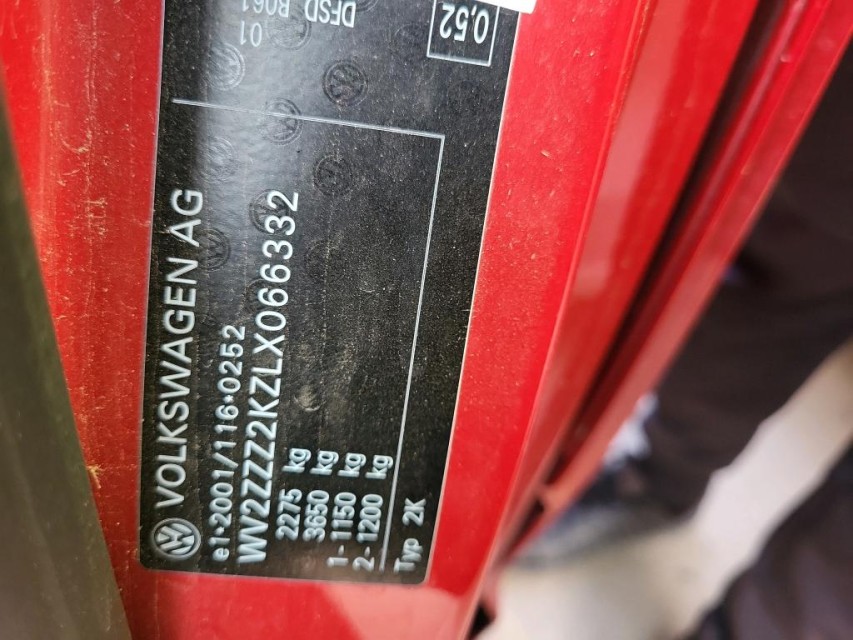 VOLKSWAGEN AG
e1*2001/116*0252
WV2ZZZ2KZLX066332
2275 kg
3650 kg
1- 1150 kg
2- 1200 kg
Typ 2K
01
DFSD B061
0,52